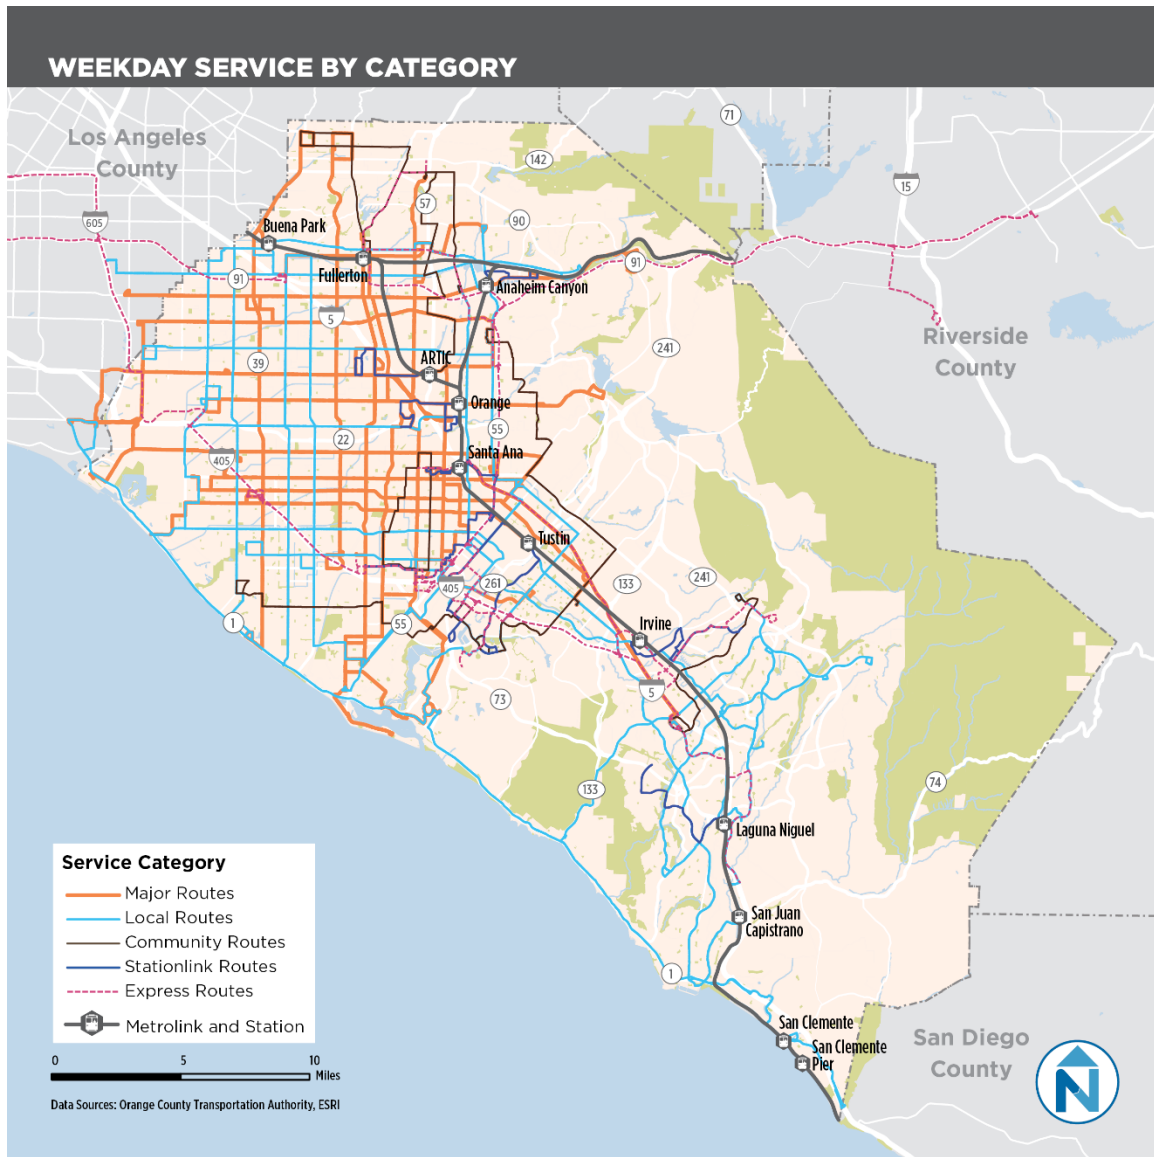 WEEKDAY SERVICE BY CATEGORY
Los Angeles
County
71
142
15
57
605
90
Buena Park
91
91
Fullerton
Anaheim Canyon
5
Riverside
County
241
39
ARTIC
Orange
55
22
405
Santa Ana
Tustin
405
261
133
241
1
55
Irvine
5
73
133
74
Laguna Niguel
San Juan
Capistrano
1
San Clemente
San Clemente
Pier
San Diego
County
N
Service Category
Major Routes
Local Routes
Community Routes
Stationlink Routes
Express Routes
Metrolink and Station
0 5 10
Miles
Data Sources: Orange County Transportation Authority, ESRI